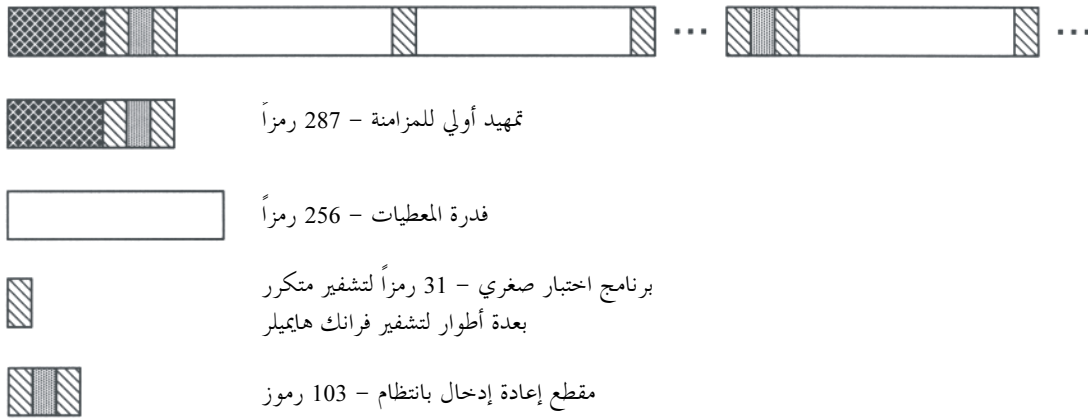 تمهيد أولي للمزامنة – 287 رمزاً
فدرة المعطيات – 256 رمزاً
برنامج اختبار صغري – 31 رمزاً لتشفير متكرر
بعدة أطوار لتشفير فرانك هايميلر
مقطع إعادة إدخال بانتظام – 103 رموز